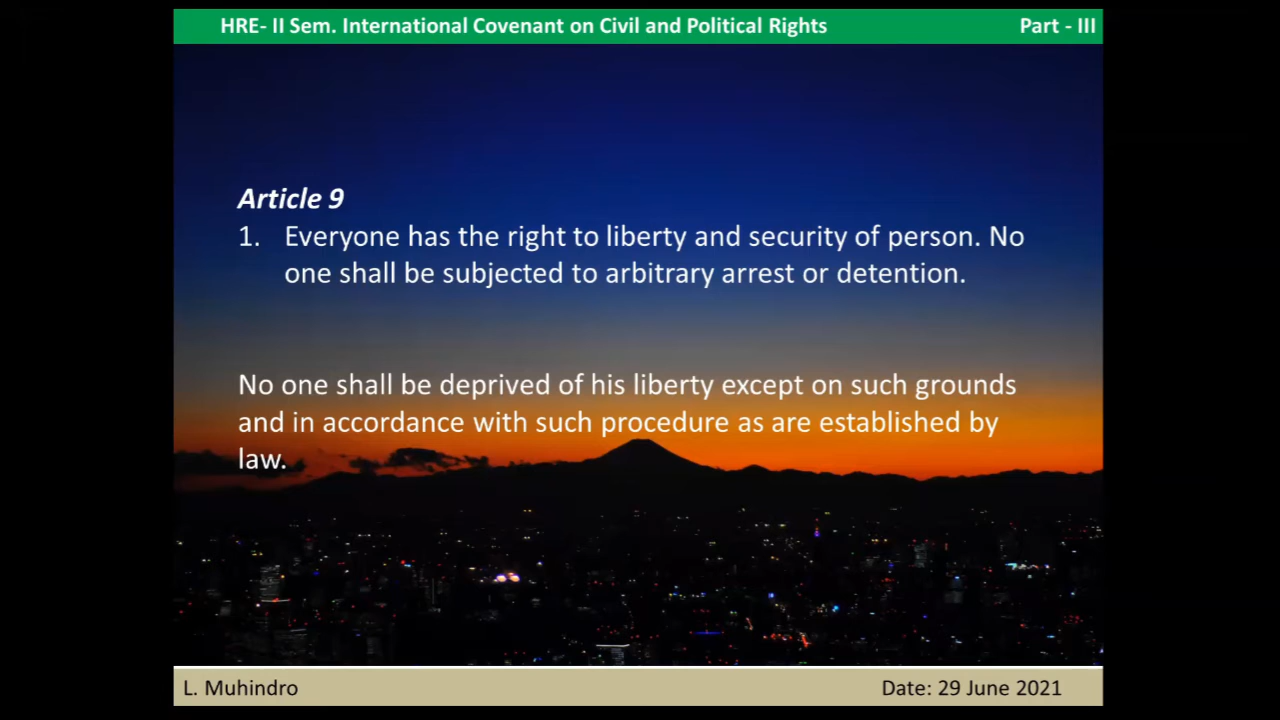 HRE- II Sem. International Covenant on Civil and Political Rights Part - III
Article 9
1. Everyone has the right to liberty and security of person. No
one shall be subjected to arbitrary arrest or detention.
No one shall be deprived of his liberty except on such grounds
and in accordance with such procedure as are established by
law.
L. Muhindro Date: 29 June 2021